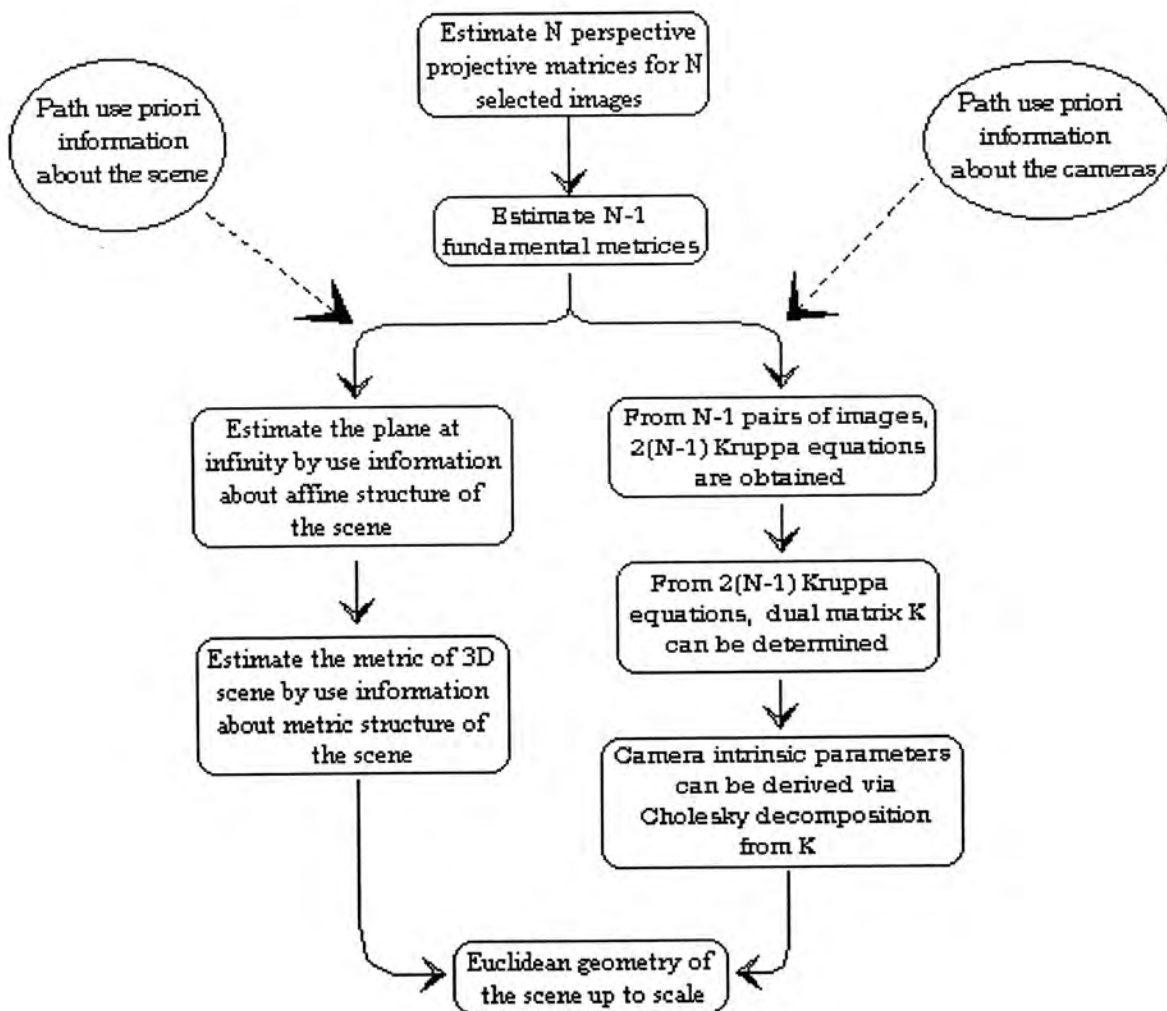 Estimate N perspective
projective matrices for N
selected images
Path use priori
information
about the scene
Path use priori
information
about the cameras
Estimate N-1
fundamental metrices
Estimate the plane at
infinity by use information
about affine structure of
the scene
From N-1 pairs of images,
2(N-1) Kruppa equations
are obtained
From 2(N-1) Kruppa
equations, dual matrix K
can be determined
Estimate the metric of 3D
scene by use information
about metric structure of
the scene
Camera intrinsic parameters
can be derived via
Cholesky decomposition
from K
Euclidean geometry of
the scene up to scale